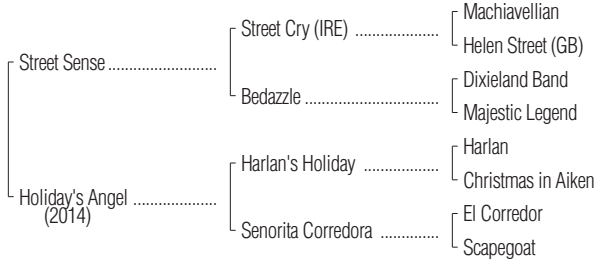 Machiavellian
Street Cry (IRE) ....................
Helen Street (GB)
Street Sense ..........................
Dixieland Band
Bedazzle ................................
Majestic Legend
Harlan
Harlan's Holiday ..................
Christmas in Aiken
Holiday's Angel ....................
(2014)
El Corredor
Senorita Corredora ..............
Scapegoat